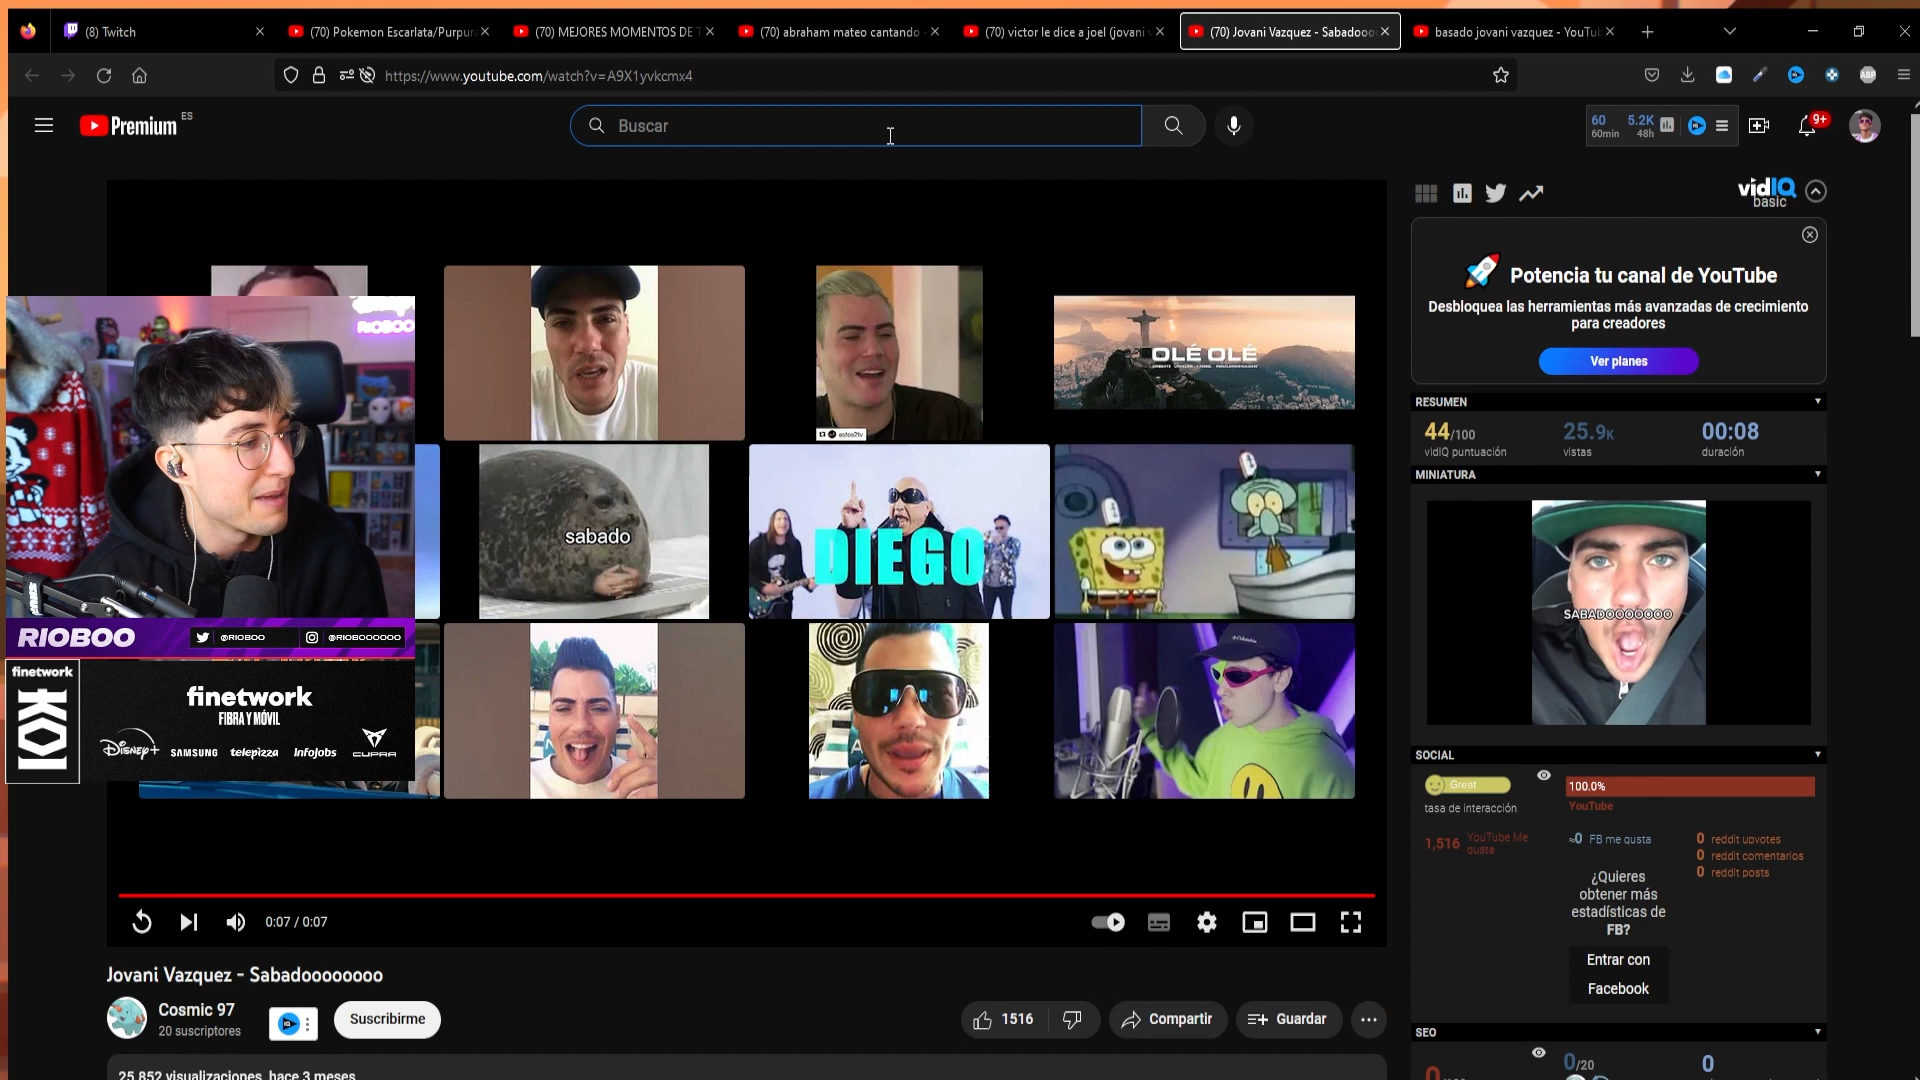 (8) Twitch
(70) Pokemon Escarlata/Purpur
(70) MEJORES MOMENTOS DE T
(70) abraham mateo cantando -
(70) victor le dice a joel (jovani v
(70) Jovani Vazquez - Sabadoooo
basado jovani vazquez - YouTu
https://www.youtube.com/watch?v=A9X1yvkcmx4
ABP
Premium ES
Buscar
60
60min
5.2K
48h
9+
vidIQ
basic
Potencia tu canal de YouTube
Desbloquea las herramientas más avanzadas de crecimiento
para creadores
Ver planes
RESUMEN
44/100
vidIQ puntuación
25.9K
vistas
00:08
duración
MINIATURA
SABADOOOOOOO
SOCIAL
Great
tasa de interacción
100.0%
YouTube
1,516 YouTube Me
gusta
≈0 FB me gusta
0 reddit upvotes
0 reddit comentarios
0 reddit posts
¿Quieres
obtener más
estadísticas de
FB?
Entrar con
Facebook
SEO
0/20
0
RIOBOO
OLÉ OLÉ
sabado
DIEGO
Columbia
RIOBOO
@RIOBOO
@RIOBOOOOOO
finetwork
KOI
finetwork
FIBRA Y MÓVIL
Disney+
SAMSUNG
telepizza
InfoJobs
CUPRA
0:07 / 0:07
Jovani Vazquez - Sabadoooooooo
Cosmic 97
20 suscriptores
Suscribirme
1516
Compartir
Guardar
25.852 visualizaciones hace 3 meses